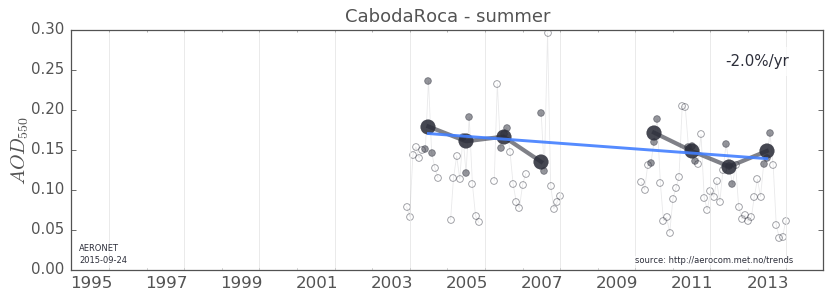 CabodaRoca - summer
0.30
0.25
0.20
0.15
0.10
0.05
0.00
AOD550
-2.0%/yr
AERONET
2015-09-24
source: http://aerocom.met.no/trends
1995 1997 1999 2001 2003 2005 2007 2009 2011 2013